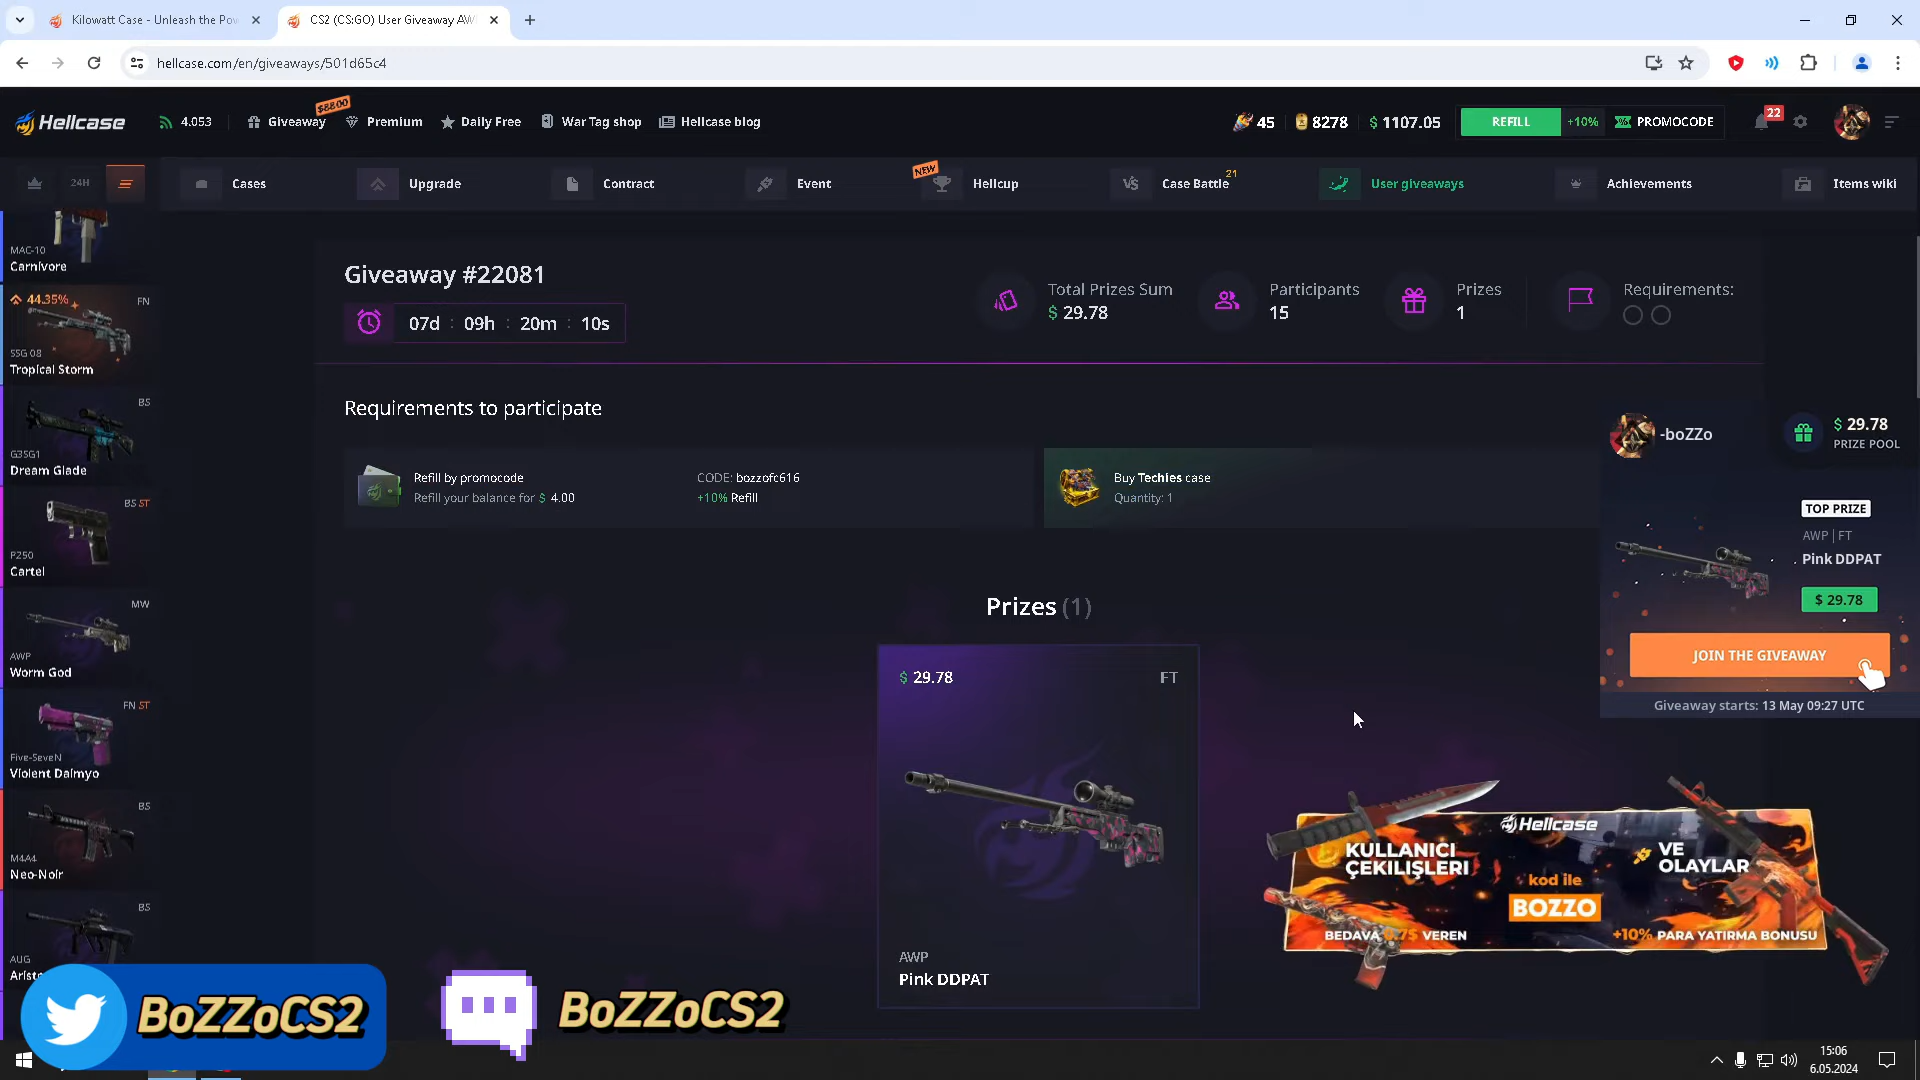 Kilowatt Case - Unleash the Pow
CS2 (CS:GO) User Giveaway AW
hellcase.com/en/giveaways/501d65c4
Hellcase
4.053
Giveaway
$88.00
Premium
Daily Free
War Tag shop
Hellcase blog
45
8278
$ 1107.05
REFILL
+10%
PROMOCODE
22
24H
Cases
Upgrade
Contract
Event
NEW
Hellcup
VS
Case Battle
21
User giveaways
Achievements
Items wiki
MAC-10
Carnivore
44.35%
FN
SSG 08
Tropical Storm
BS
G3SG1
Dream Glade
BS ST
P250
Cartel
MW
AWP
Worm God
FN ST
Five-SeveN
Violent Daimyo
BS
M4A4
Neo-Noir
BS
AUG
Giveaway #22081
07d : 09h : 20m : 10s
Total Prizes Sum
$ 29.78
Participants
15
Prizes
1
Requirements:
Requirements to participate
Refill by promocode
Refill your balance for $ 4.00
CODE: bozzofc616
+10% Refill
Buy Techies case
Quantity: 1
-boZZo
$ 29.78
PRIZE POOL
TOP PRIZE
AWP | FT
Pink DDPAT
$ 29.78
JOIN THE GIVEAWAY
Giveaway starts: 13 May 09:27 UTC
Prizes (1)
$ 29.78
FT
AWP
Pink DDPAT
Hellcase
KULLANICI
ÇEKİLİŞLERİ
VE
OLAYLAR
kod ile
BOZZO
BEDAVA 0.7$ VEREN
+10% PARA YATIRMA BONUSU
BoZZoCS2
BoZZoCS2
15:06
6.05.2024